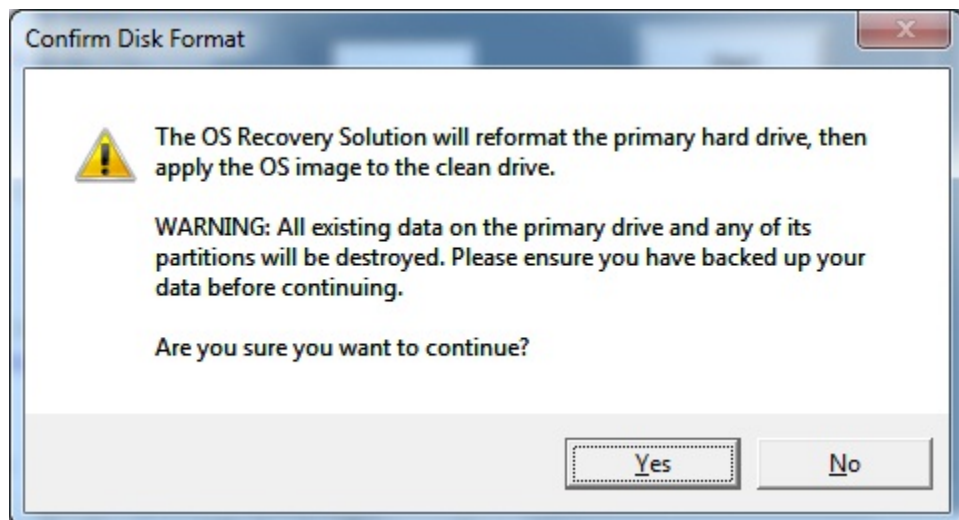 Confirm Disk Format
The OS Recovery Solution will reformat the primary hard drive, then
apply the OS image to the clean drive.
WARNING: All existing data on the primary drive and any of its
partitions will be destroyed. Please ensure you have backed up your
data before continuing.
Are you sure you want to continue?
Yes
No